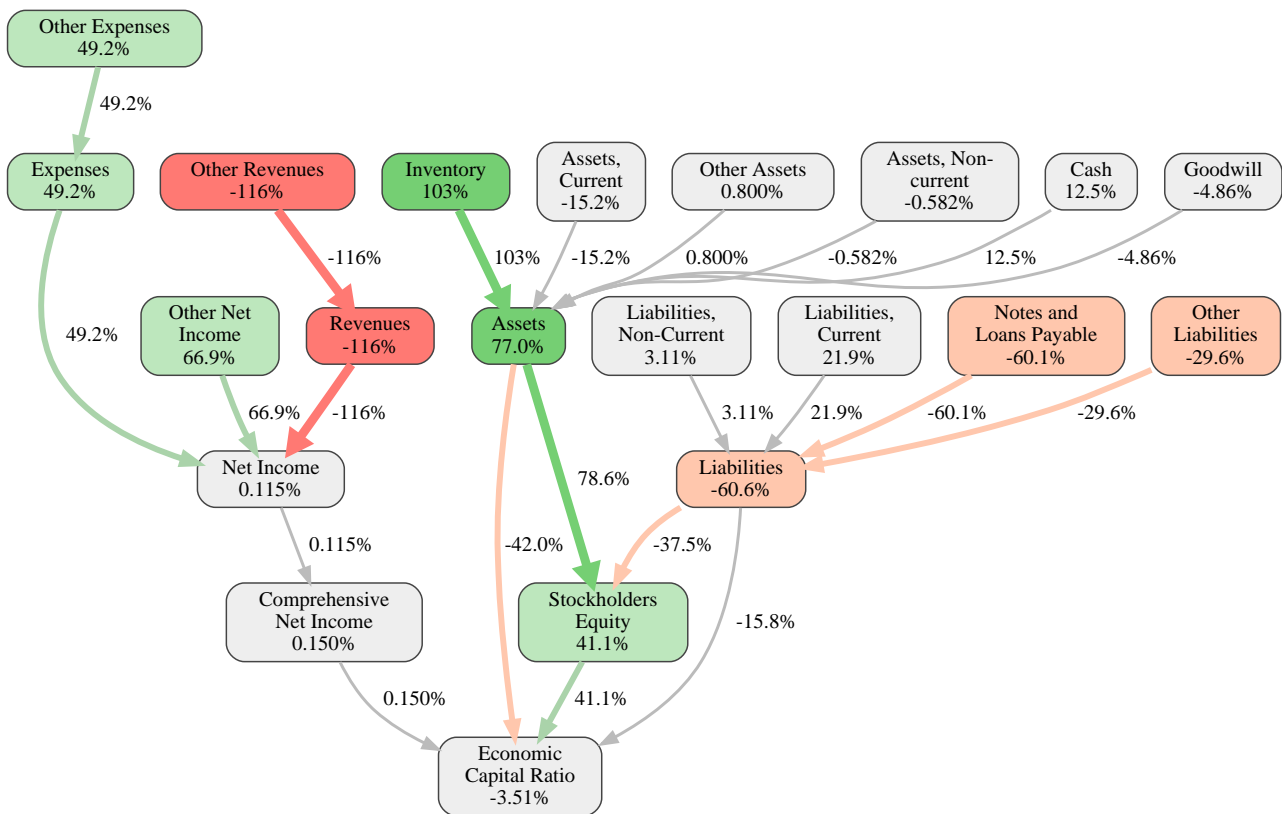 Other Expenses
49.2%
49.2%
Expenses
49.2%
Other Revenues
-116%
Inventory
103%
Assets,
Current
-15.2%
Other Assets
0.800%
Assets, Non-
current
-0.582%
Cash
12.5%
Goodwill
-4.86%
-116%
103%
-15.2%
0.800%
-0.582%
12.5%
-4.86%
49.2%
Other Net
Income
66.9%
Revenues
-116%
Assets
77.0%
Liabilities,
Non-Current
3.11%
Liabilities,
Current
21.9%
Notes and
Loans Payable
-60.1%
Other
Liabilities
-29.6%
66.9%
-116%
3.11%
21.9%
-60.1%
-29.6%
Net Income
0.115%
78.6%
Liabilities
-60.6%
0.115%
-42.0%
-37.5%
Comprehensive
Net Income
0.150%
Stockholders
Equity
41.1%
-15.8%
0.150%
41.1%
Economic
Capital Ratio
-3.51%